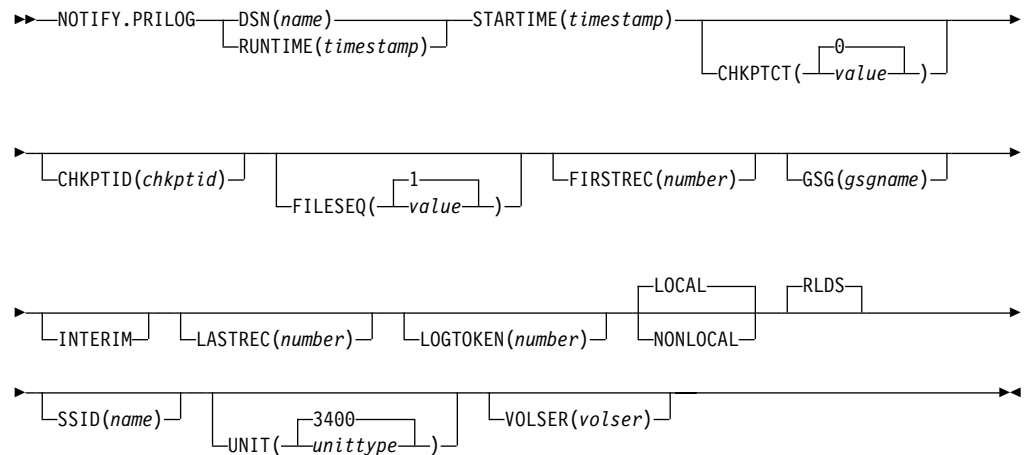 NOTIFY.PRILOG DSN(name) STARTIME(timestamp)
RUNTIME(timestamp)
0
CHKPTCT( value )
CHKPTID(chkptid)
1
FILESEQ( value )
FIRSTREC(number) GSG(gsgname)
LOCAL RLDS
INTERIM LASTREC(number) LOGTOKEN(number) NONLOCAL
SSID(name)
3400
UNIT( unittype )
VOLSER(volser)